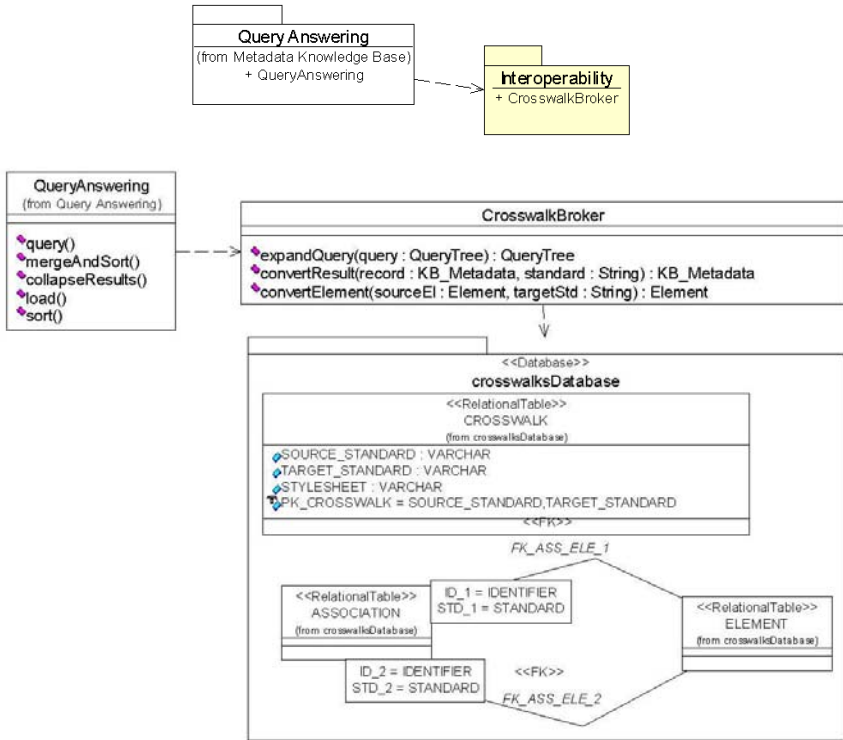 Query Answering
(from Metadata Knowledge Base)
+ QueryAnswering
Interoperability
+ CrosswalkBroker
QueryAnswering
(from Query Answering)
query()
mergeAndSort()
collapseResults()
load()
sort()
CrosswalkBroker
expandQuery(query : QueryTree) : QueryTree
convertResult(record : KB_Metadata, standard : String) : KB_Metadata
convertElement(sourceEl : Element, targetStd : String) : Element
<<Database>>
crosswalksDatabase
<<RelationalTable>>
CROSSWALK
(from crosswalksDatabase)
SOURCE_STANDARD : VARCHAR
TARGET_STANDARD : VARCHAR
STYLESHEET : VARCHAR
PK_CROSSWALK = SOURCE_STANDARD,TARGET_STANDARD
<<FK>>
FK_ASS_ELE_1
<<RelationalTable>>
ASSOCIATION
(from crosswalksDatabase)
ID_1 = IDENTIFIER
STD_1 = STANDARD
<<RelationalTable>>
ELEMENT
(from crosswalksDatabase)
ID_2 = IDENTIFIER
STD_2 = STANDARD
<<FK>>
FK_ASS_ELE_2